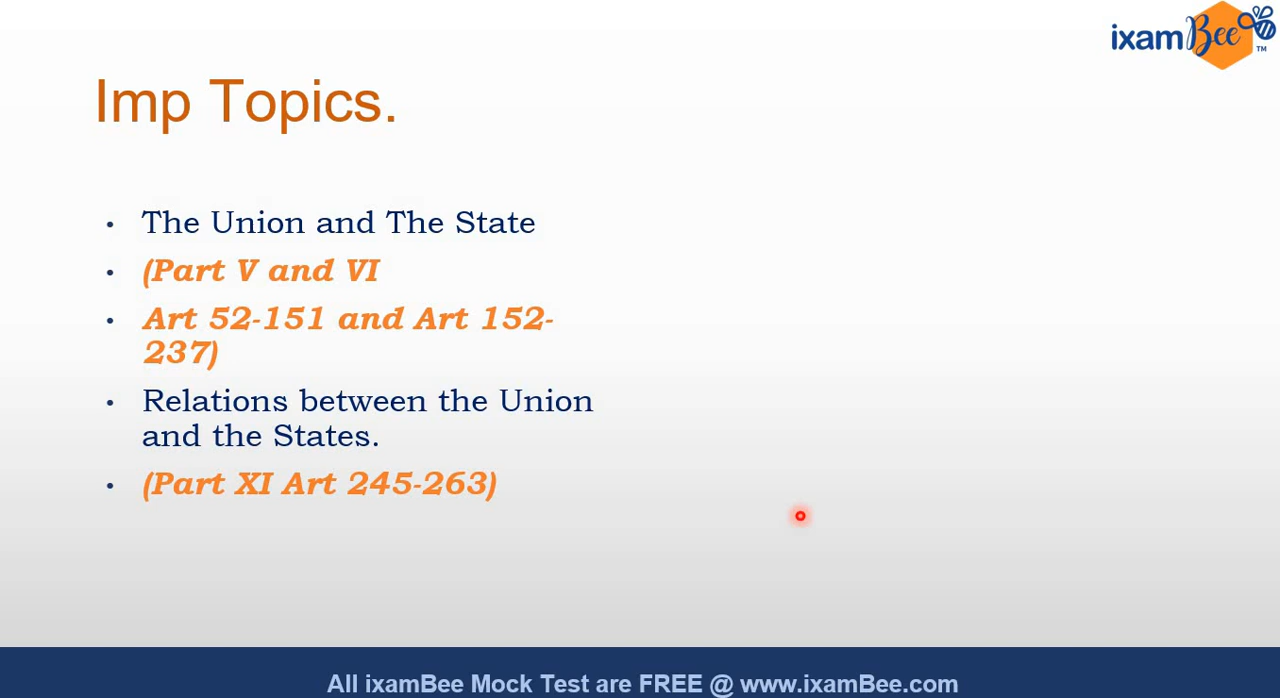 ixamBee™
Imp Topics.
• The Union and The State
• (Part V and VI
• Art 52-151 and Art 152-
237)
• Relations between the Union
and the States.
• (Part XI Art 245-263)
All ixamBee Mock Test are FREE @ www.ixamBee.com